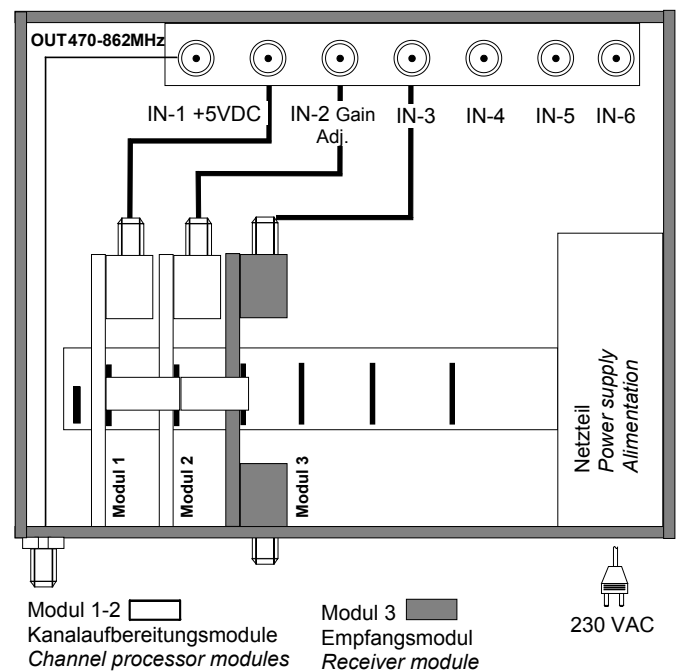 OUT470-862MHz
IN-1 +5VDC
IN-2 Gain
Adj.
IN-3
IN-4
IN-5
IN-6
Modul 1
Modul 2
Modul 3
Netzteil
Power supply
Alimentation
Modul 1-2
Kanalaufbereitungsmodule
Channel processor modules
Modul 3
Empfangsmodul
Receiver module
230 VAC